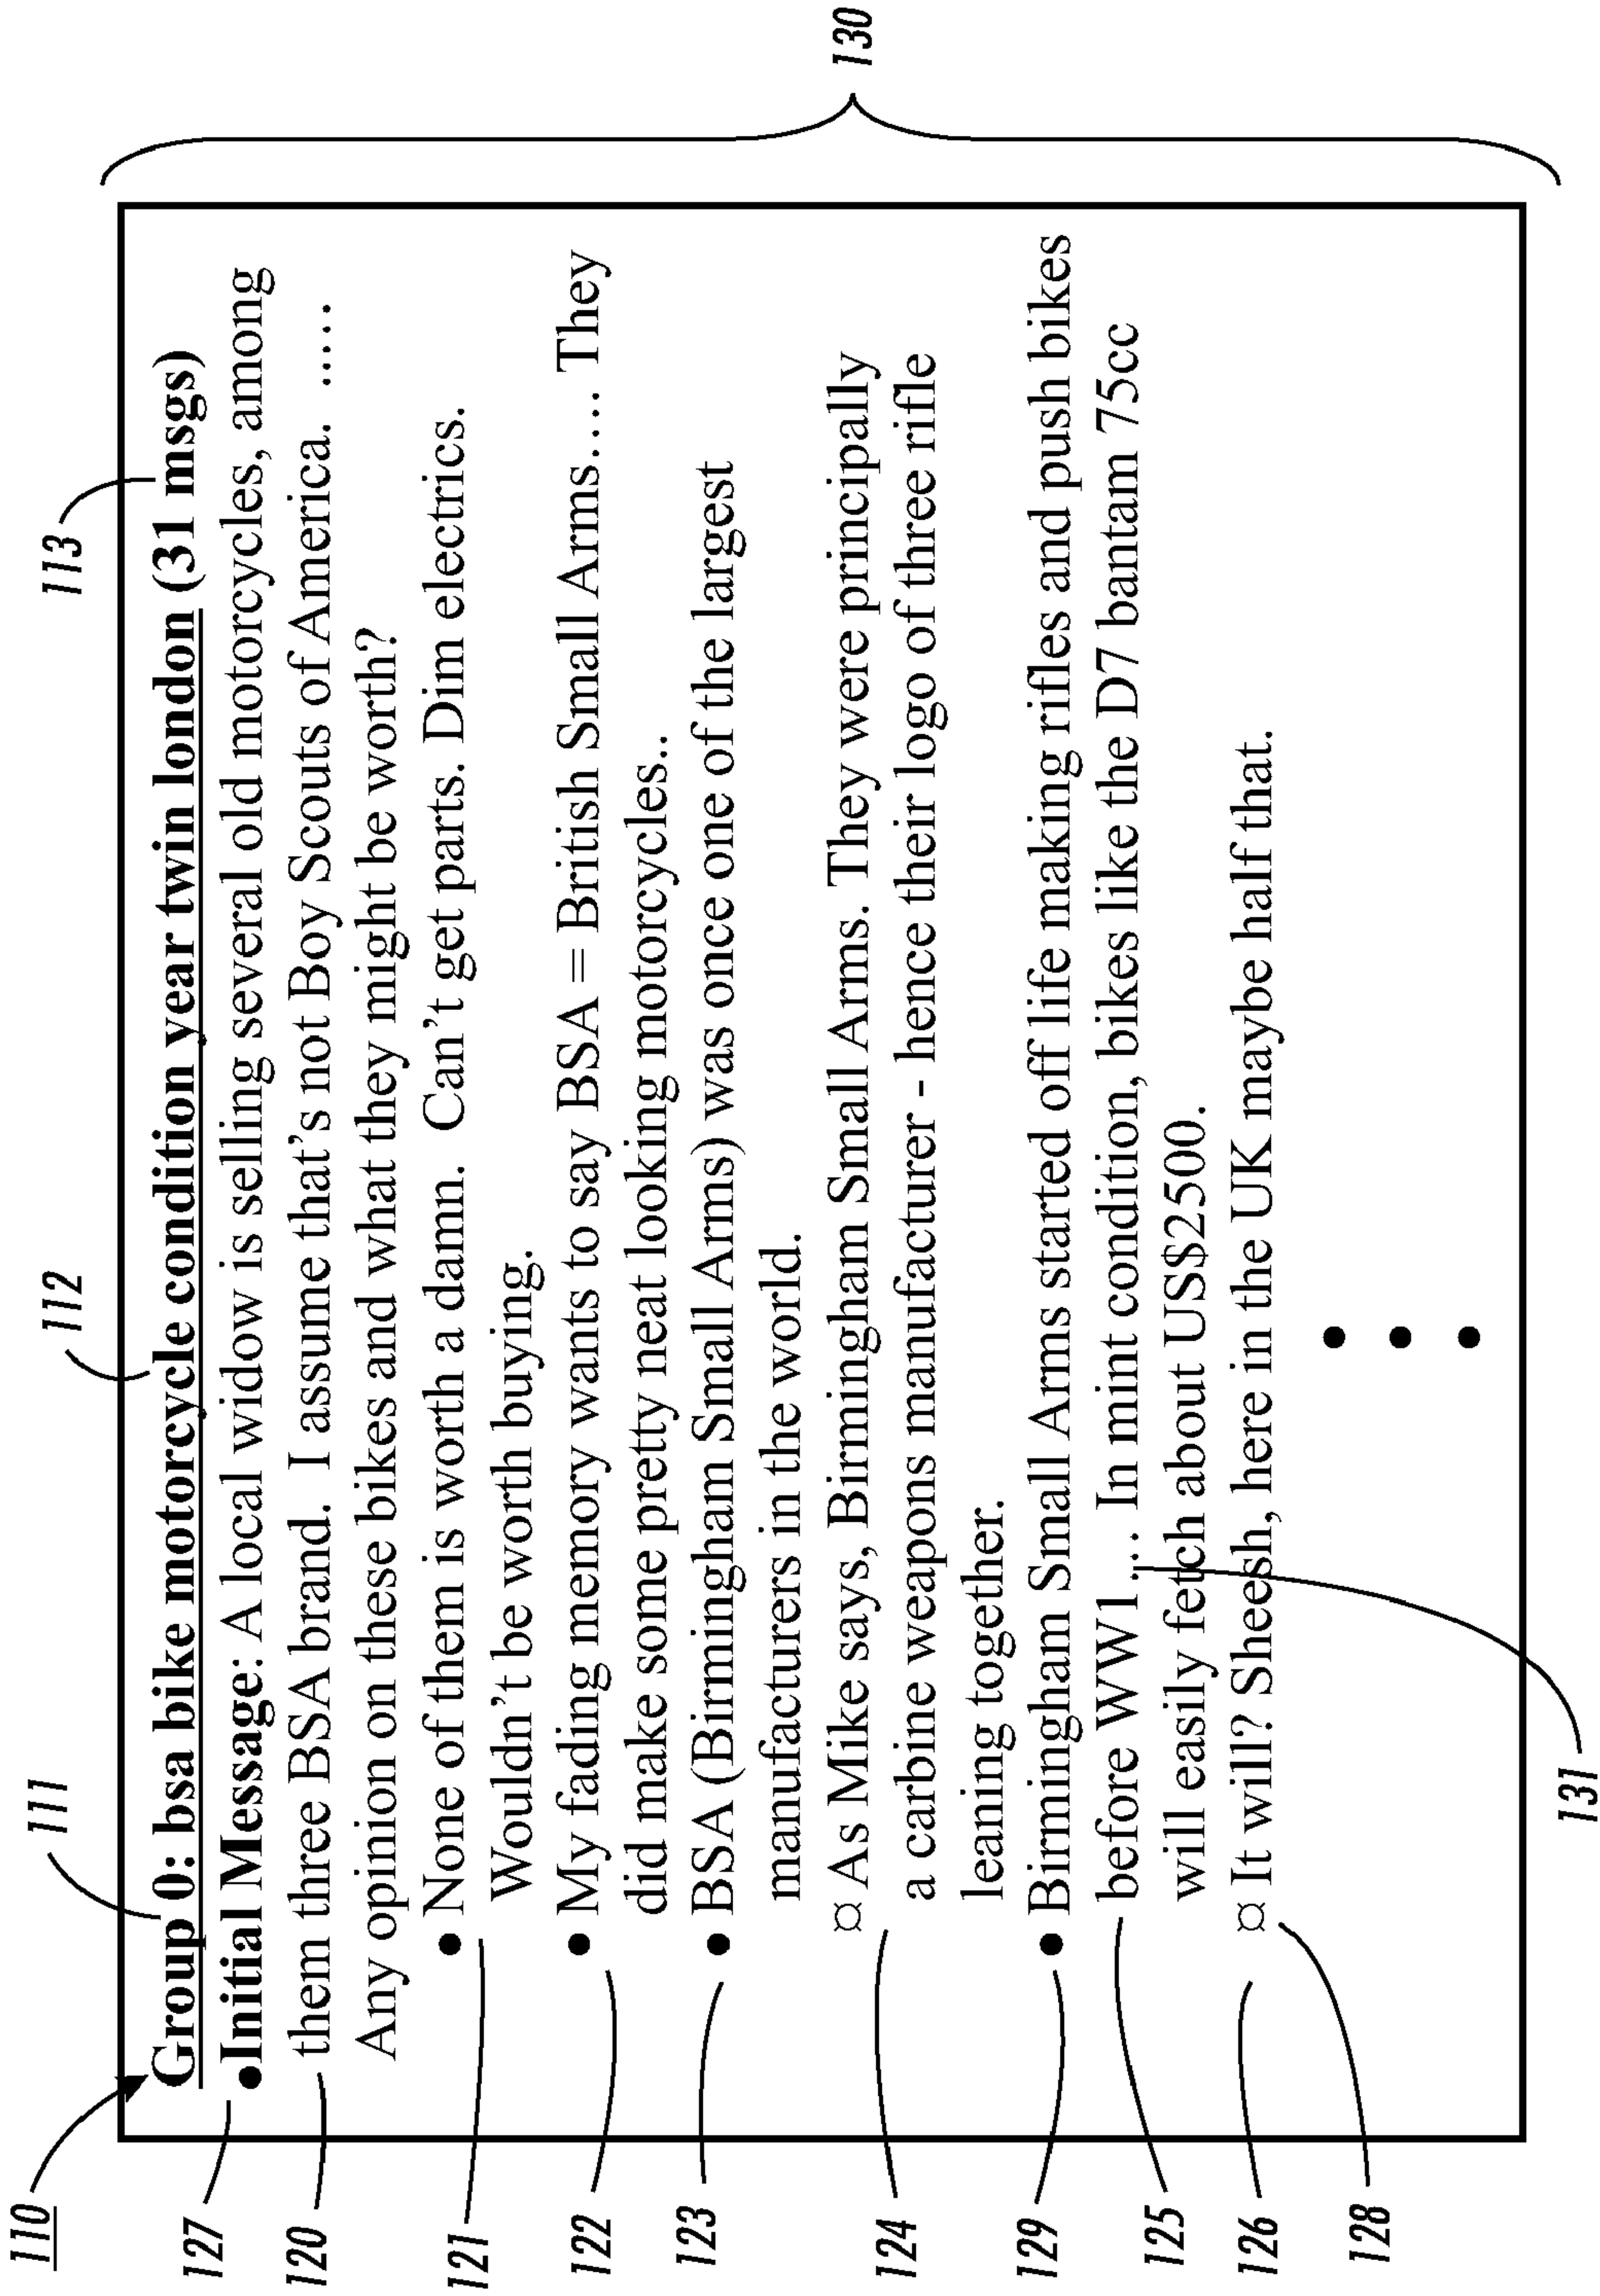 110
111
112
113
Group 0: bsa bike motorcycle condition year twin london (31 msgs)
●Initial Message: A local widow is selling several old motorcycles, among
them three BSA brand. I assume that's not Boy Scouts of America. .....
Any opinion on these bikes and what they might be worth?
● None of them is worth a damn. Can't get parts. Dim electrics.
Wouldn't be worth buying.
● My fading memory wants to say BSA = British Small Arms.... They
did make some pretty neat looking motorcycles..
● BSA (Birmingham Small Arms) was once one of the largest
manufacturers in the world.
¤ As Mike says, Birmingham Small Arms. They were principally
a carbine weapons manufacturer - hence their logo of three rifle
leaning together.
● Birmingham Small Arms started off life making rifles and push bikes
before WW1 ... In mint condition, bikes like the D7 bantam 75cc
will easily fetch about US$2500.
¤ It will? Sheesh, here in the UK maybe half that.
127
120
121
122
123
124
129
125
126
128
131
130